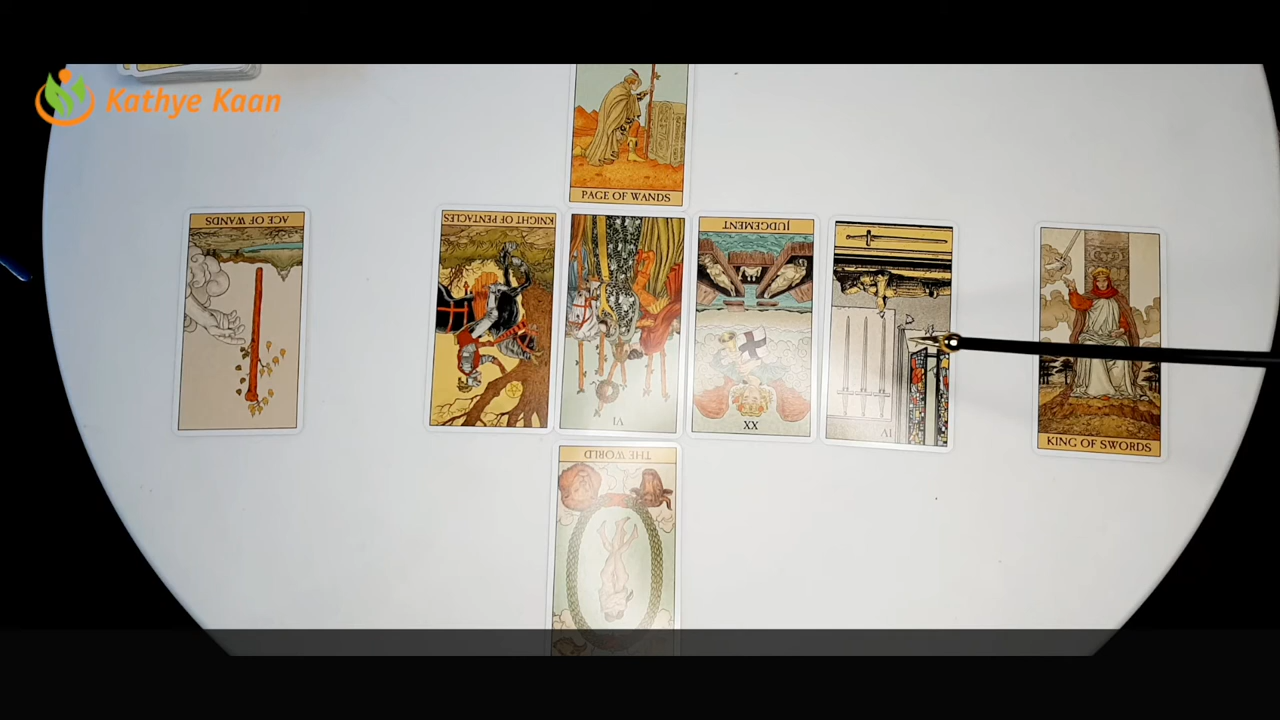 Kathye Kaan
PAGE OF WANDS
ACE OF WANDS
KNIGHT OF PENTACLES
VI
JUDGEMENT
XX
IV
KING OF SWORDS
THE WORLD